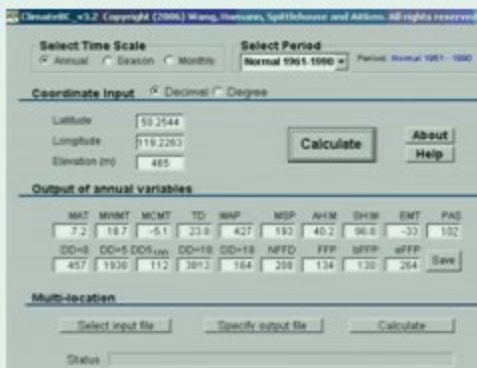 ClimateBC_v3.2 Copyright (2006) Wang, Hamann, Spittlehouse and Aitken. All rights reserved
Select Time Scale
Annual Season Monthly
Select Period
Normal 1961-1990
Period: Normal 1961 - 1990
Coordinate Input Decimal Degree
Latitude 50.2544
Longitude 119.2263
Elevation (m) 465
Calculate
About
Help
Output of annual variables
MAT MWMT MCMT TD MAP MSP AH:M SH:M EMT PAS
7.2 18.7 -5.1 23.8 427 193 40.2 96.8 -33 102
DD<0 DD>5 DD5100 DD<18 DD>18 NFFD FFP bFFP eFFP
457 1938 112 3813 164 208 134 130 264 Save
Multi-location
Select input file Specify output file Calculate
Status